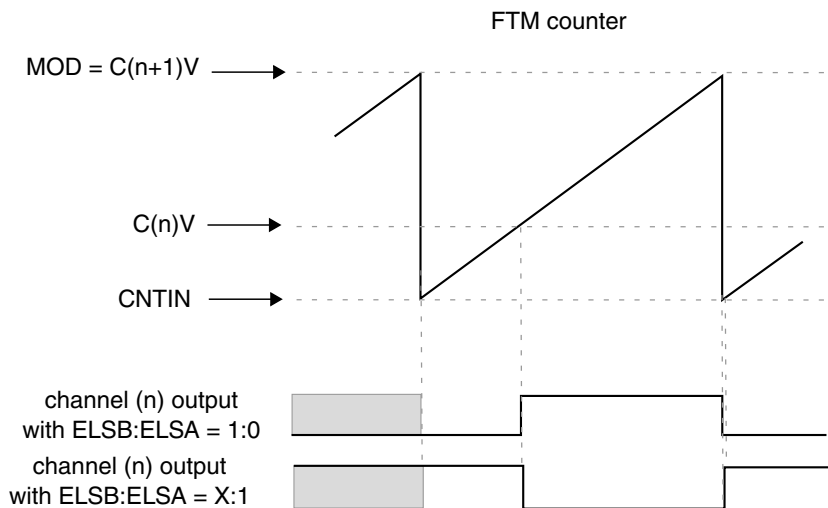 FTM counter
MOD = C(n+1)V
C(n)V
CNTIN
channel (n) output
with ELSB:ELSA = 1:0
channel (n) output
with ELSB:ELSA = X:1